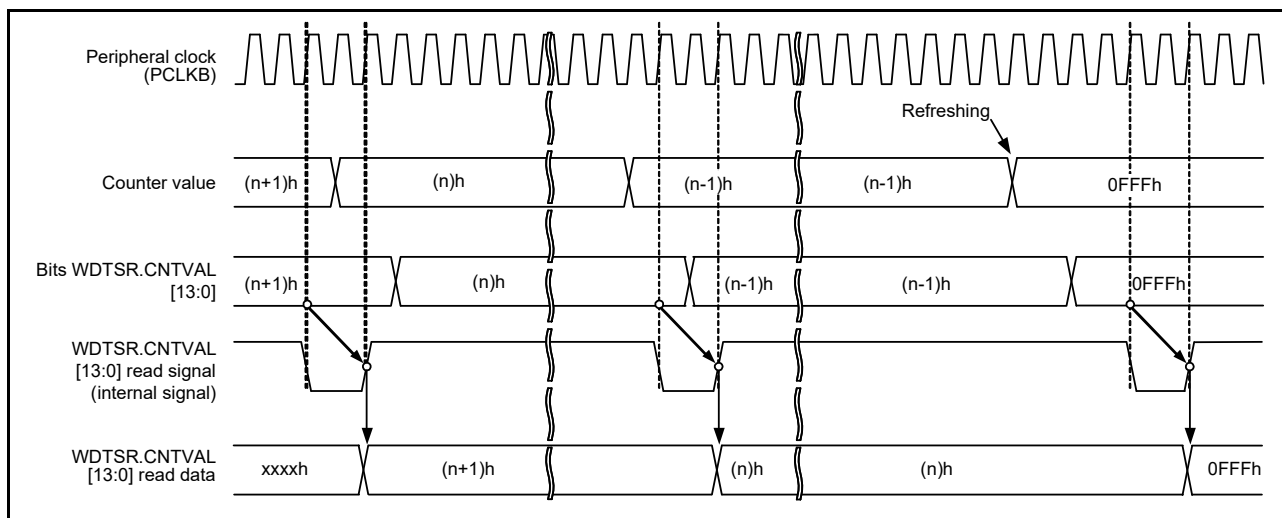 Peripheral clock
(PCLKB)
Refreshing
Counter value
(n+1)h
(n)h
(n-1)h
(n-1)h
0FFFh
Bits WDTSR.CNTVAL
[13:0]
(n+1)h
(n)h
(n-1)h
(n-1)h
0FFFh
WDTSR.CNTVAL
[13:0] read signal
(internal signal)
WDTSR.CNTVAL
[13:0] read data
xxxxh
(n+1)h
(n)h
(n)h
0FFFh